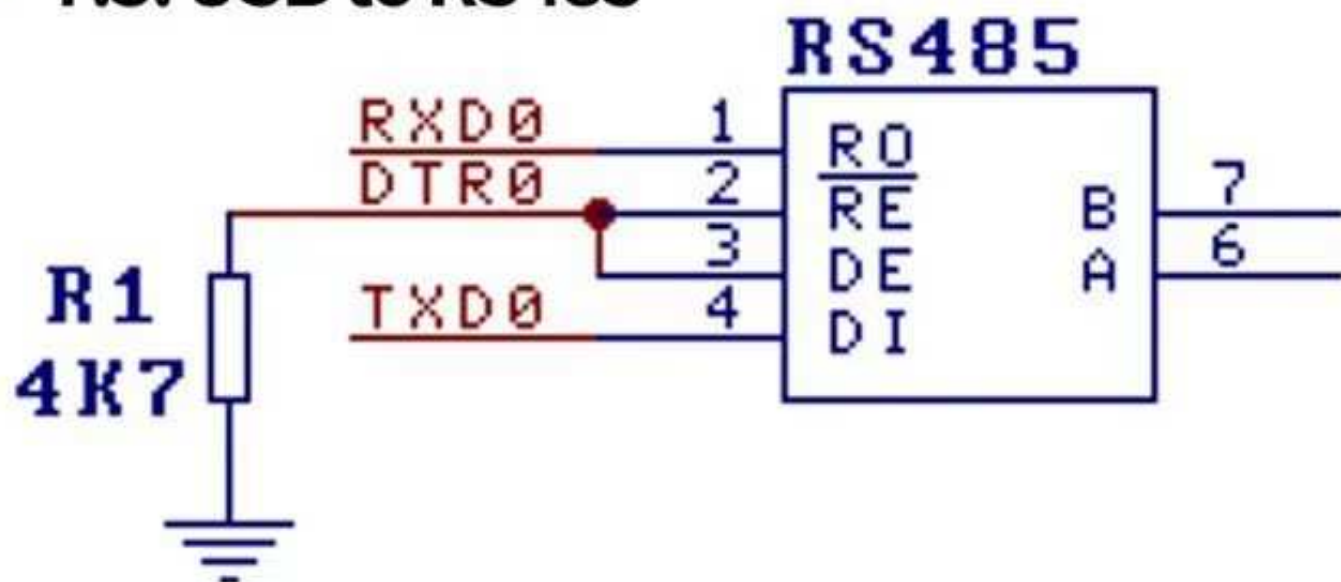 RS485
RXD0 1 RO
DTR0 2 RE B 7
3 DE A 6
TXD0 4 DI
R1
4K7